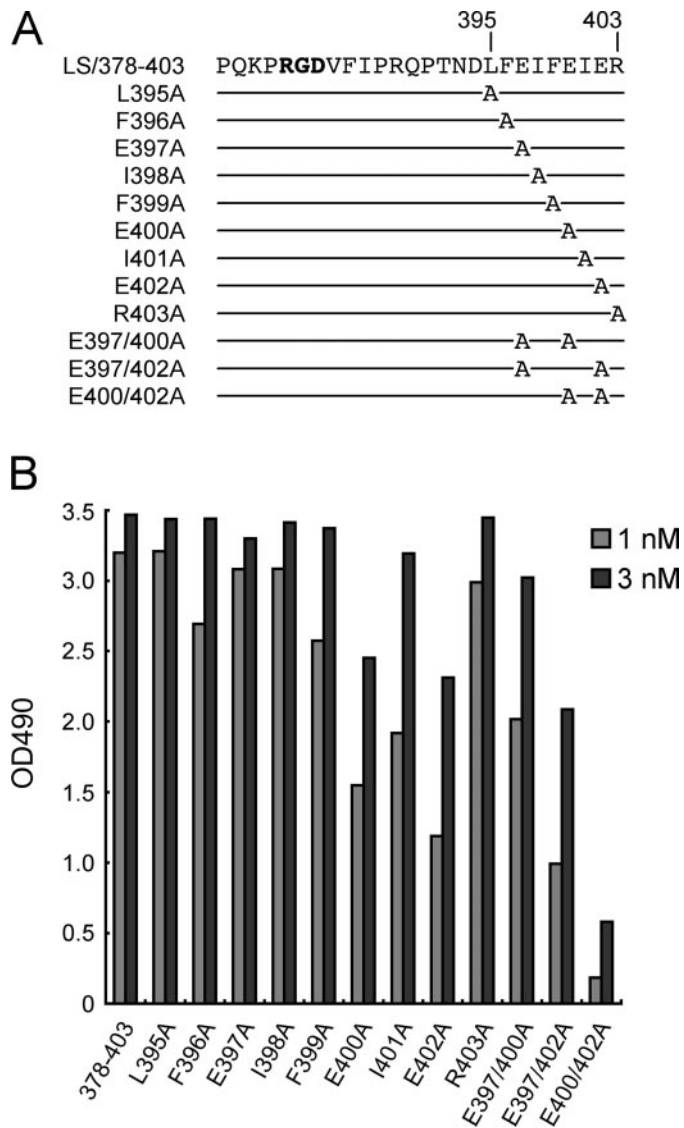 A
395 403
LS/378-403 PQKPRGDVFIPRQPTNDLFEIFEIER
L395A A
F396A A
E397A A
I398A A
F399A A
E400A A
I401A A
E402A A
R403A A
E397/400A A A
E397/402A A A
E400/402A A A
B
3.5
3.0
2.5
2.0
1.5
1.0
0.5
0
OD490
1 nM
3 nM
378-403
L395A
F396A
E397A
I398A
F399A
E400A
I401A
E402A
R403A
E397/400A
E397/402A
E400/402A